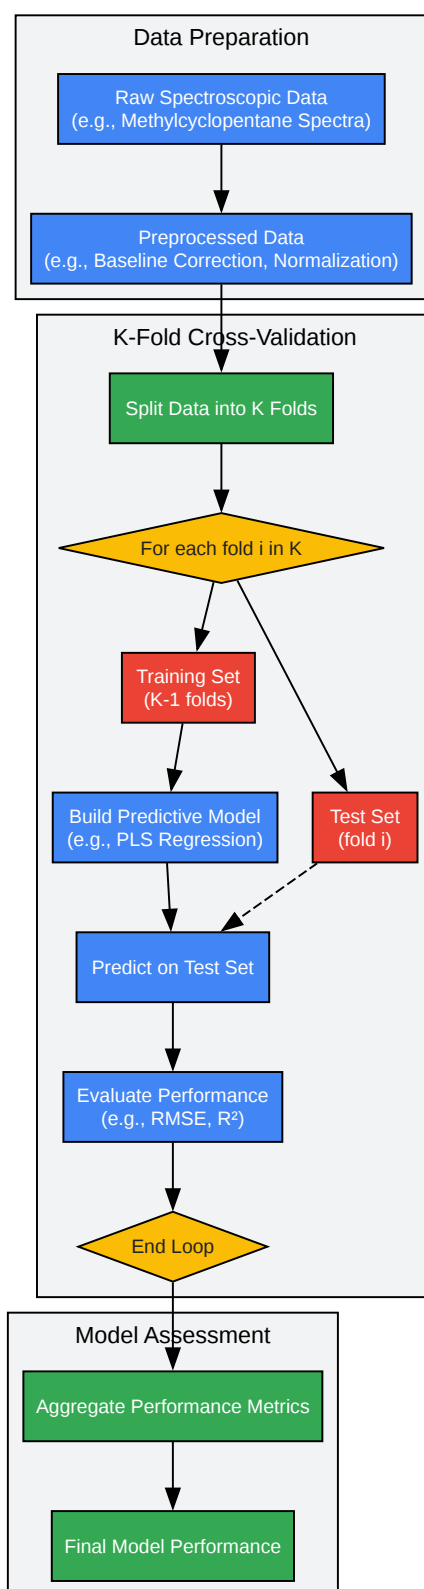 Data Preparation
Raw Spectroscopic Data
(e.g., Methylcyclopentane Spectra)
Preprocessed Data
(e.g., Baseline Correction, Normalization)
K-Fold Cross-Validation
Split Data into K Folds
For each fold i in K
Training Set
(K-1 folds)
Build Predictive Model
(e.g., PLS Regression)
Test Set
(fold i)
Predict on Test Set
Evaluate Performance
(e.g., RMSE, R²)
End Loop
Model Assessment
Aggregate Performance Metrics
Final Model Performance